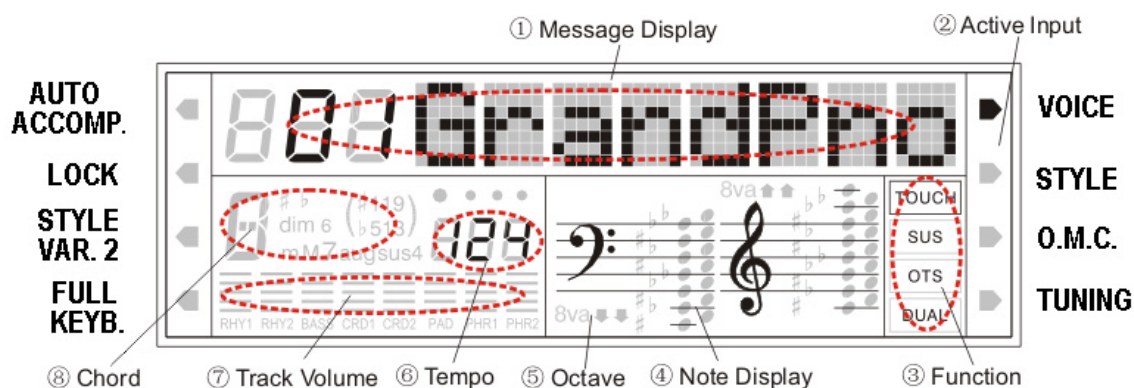 ① Message Display
② Active Input
AUTO
ACCOMP.
LOCK
STYLE
VAR. 2
FULL
KEYB.
01 GrandPno
VOICE
STYLE
O.M.C.
TUNING
♯ ♭
dim 6
mM7augsus4
(♯119)
(♭513)
124
RHY1 RHY2 BASS CRD1 CRD2 PAD PHR1 PHR2
8va
8va
TOUCH
SUS
OTS
DUAL
⑧ Chord
⑦ Track Volume
⑥ Tempo
⑤ Octave
④ Note Display
③ Function